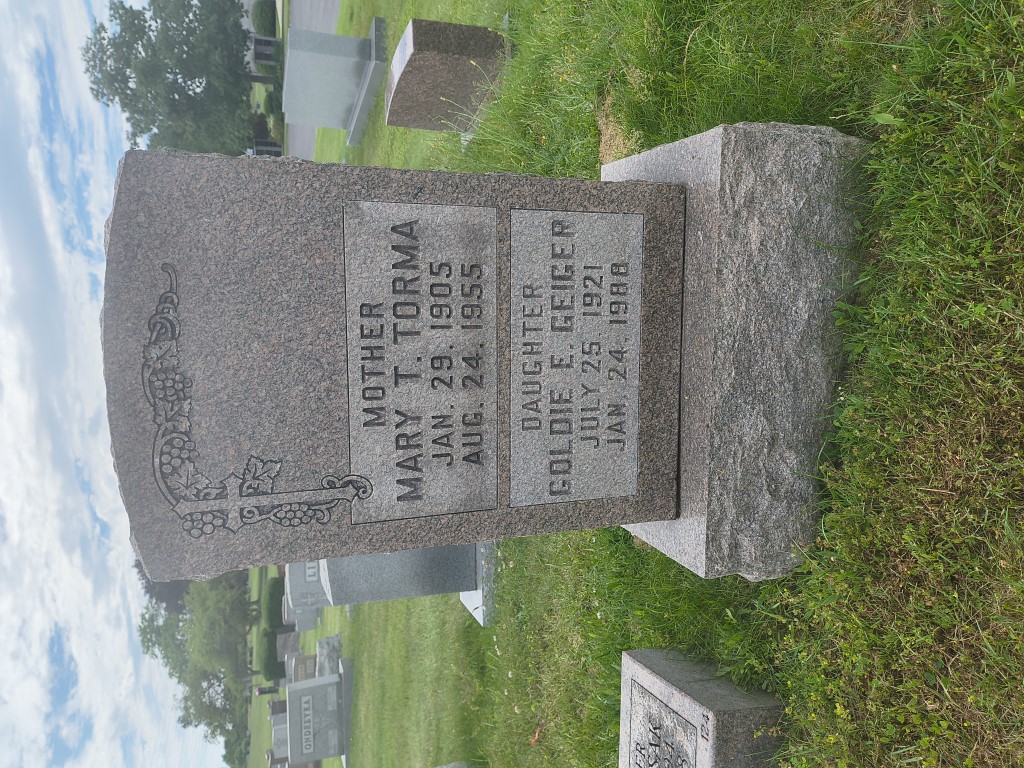 MOTHER
MARY T. TORMA
JAN. 29. 1905
AUG. 24. 1955
DAUGHTER
GOLDIE E. GEIGER
JULY 25 1921
JAN. 24. 1988